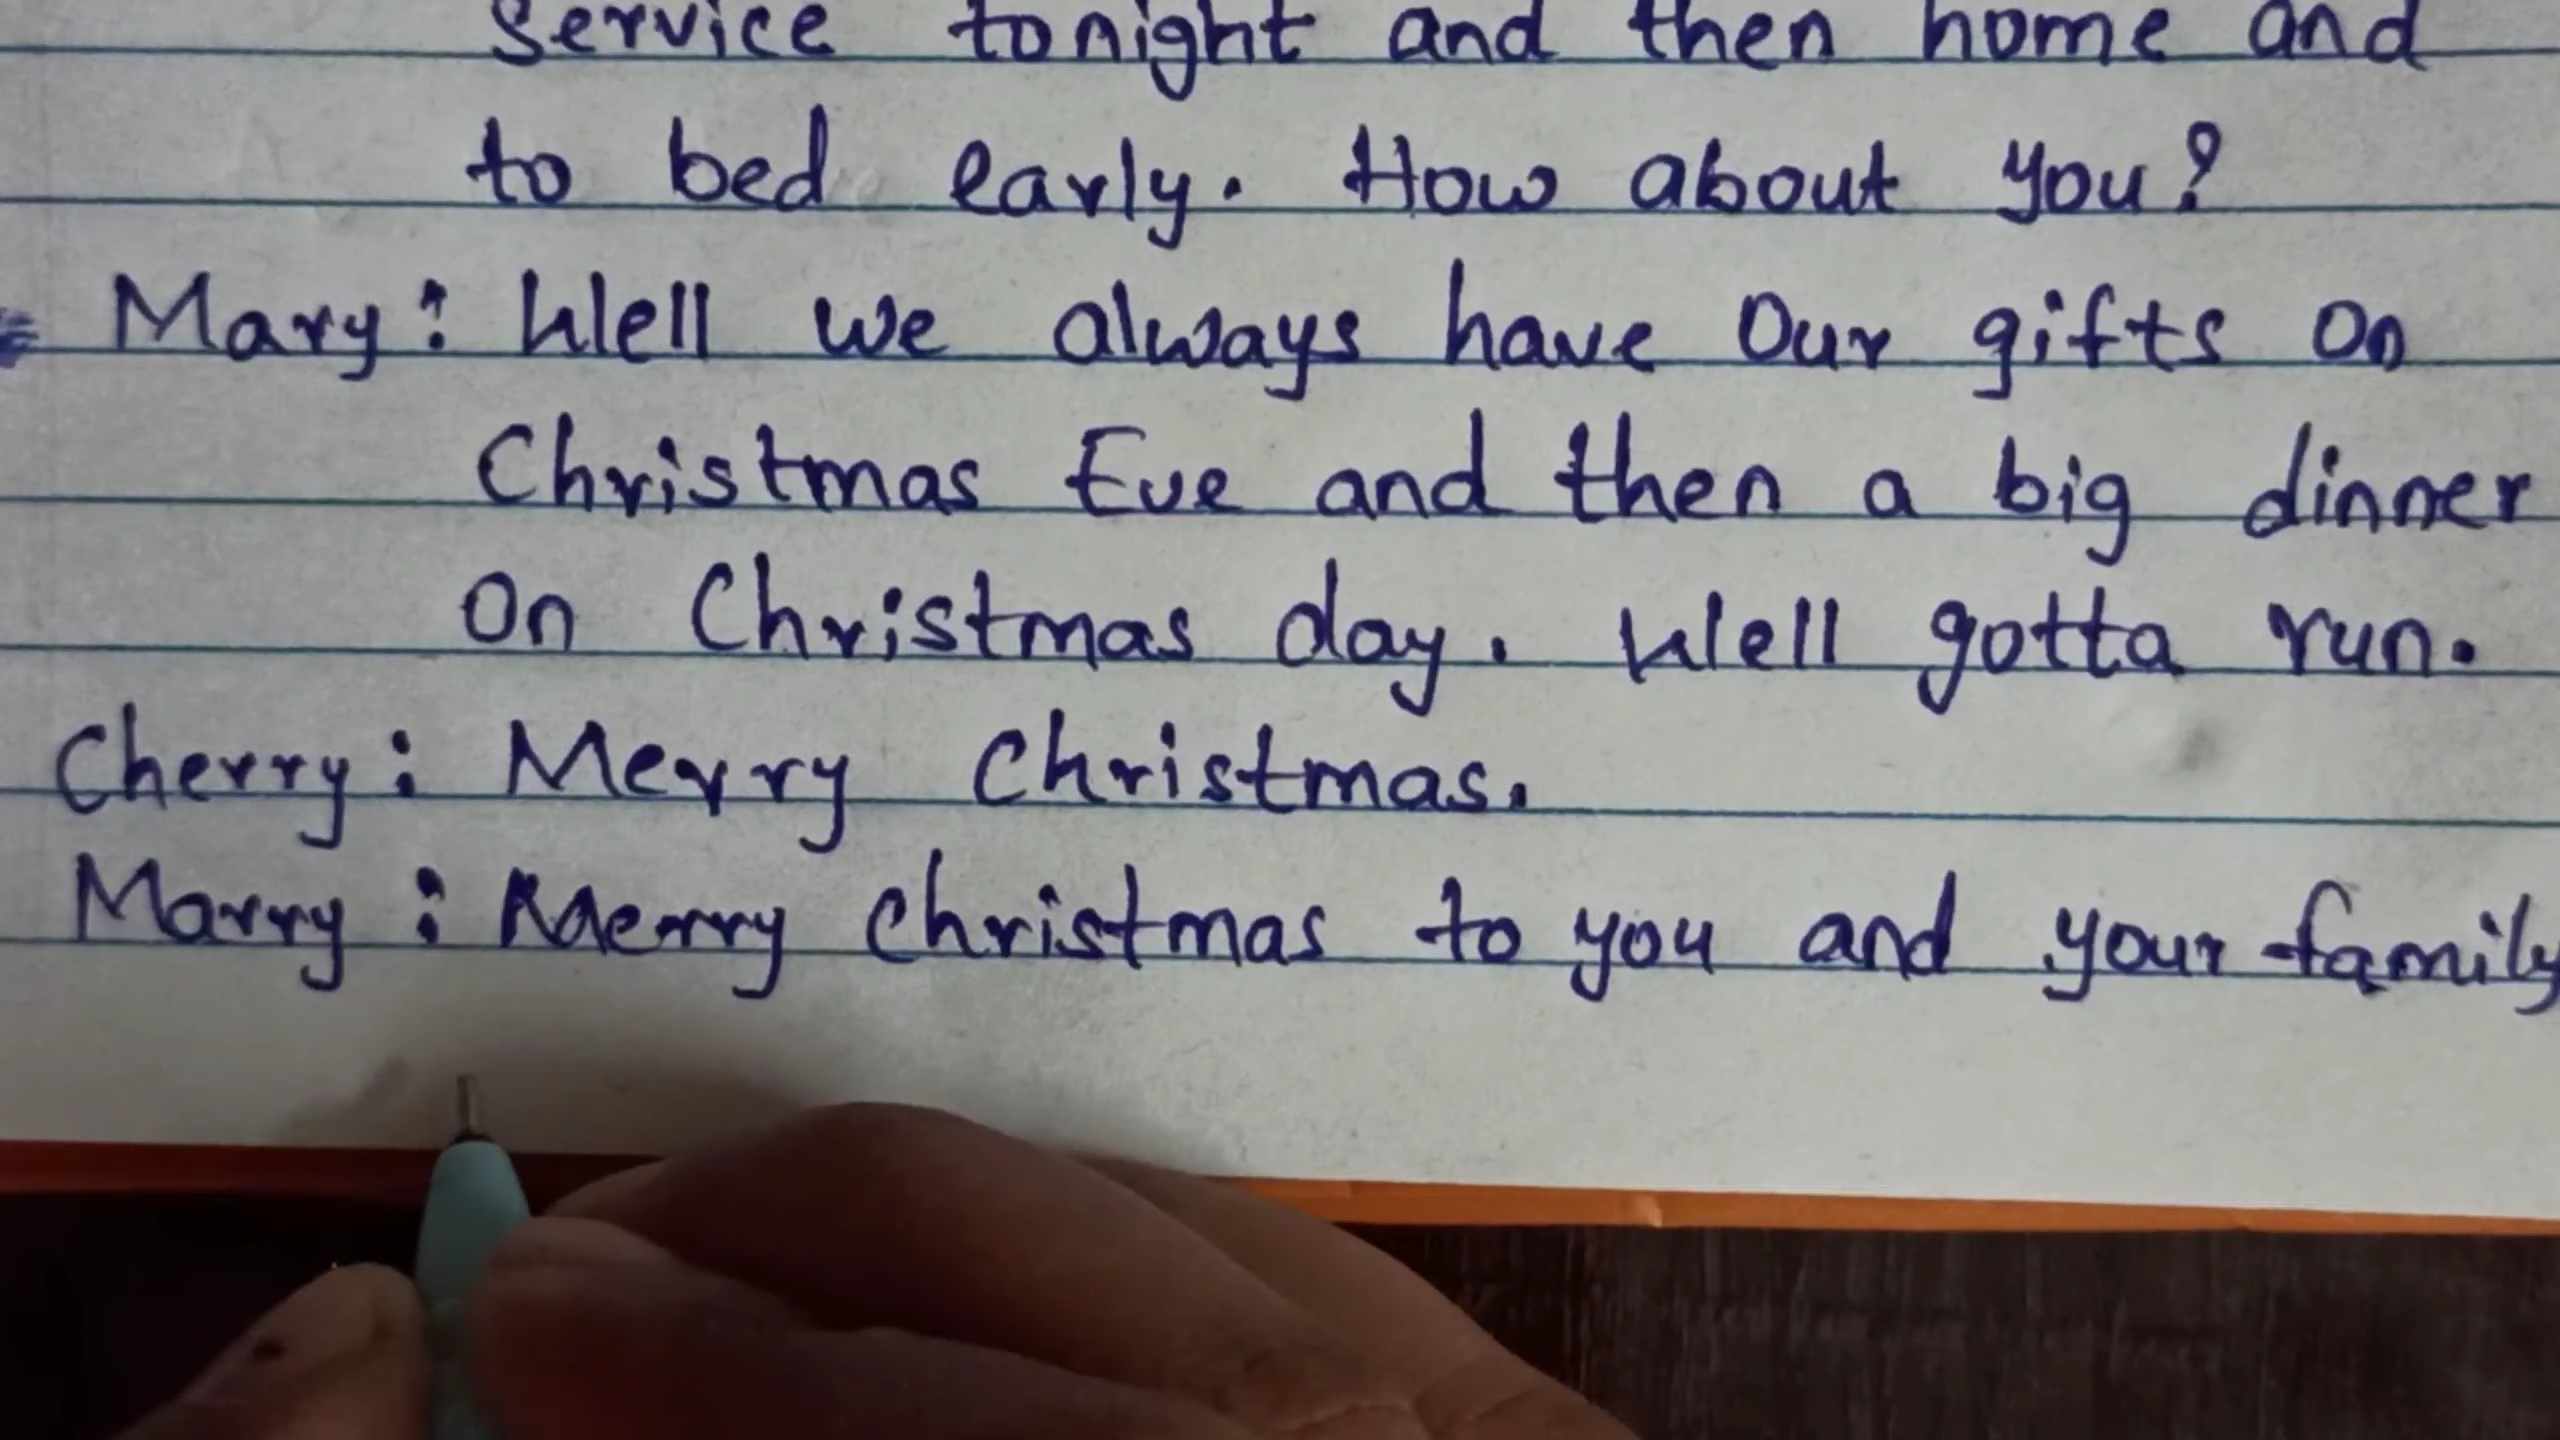 Service tonight and then home and
to bed early. How about you?
Mary: Well we always have our gifts on
Christmas Eve and then a big dinner
on Christmas day. Well gotta run.
Cherry: Merry Christmas.
Marry: Merry christmas to you and your family